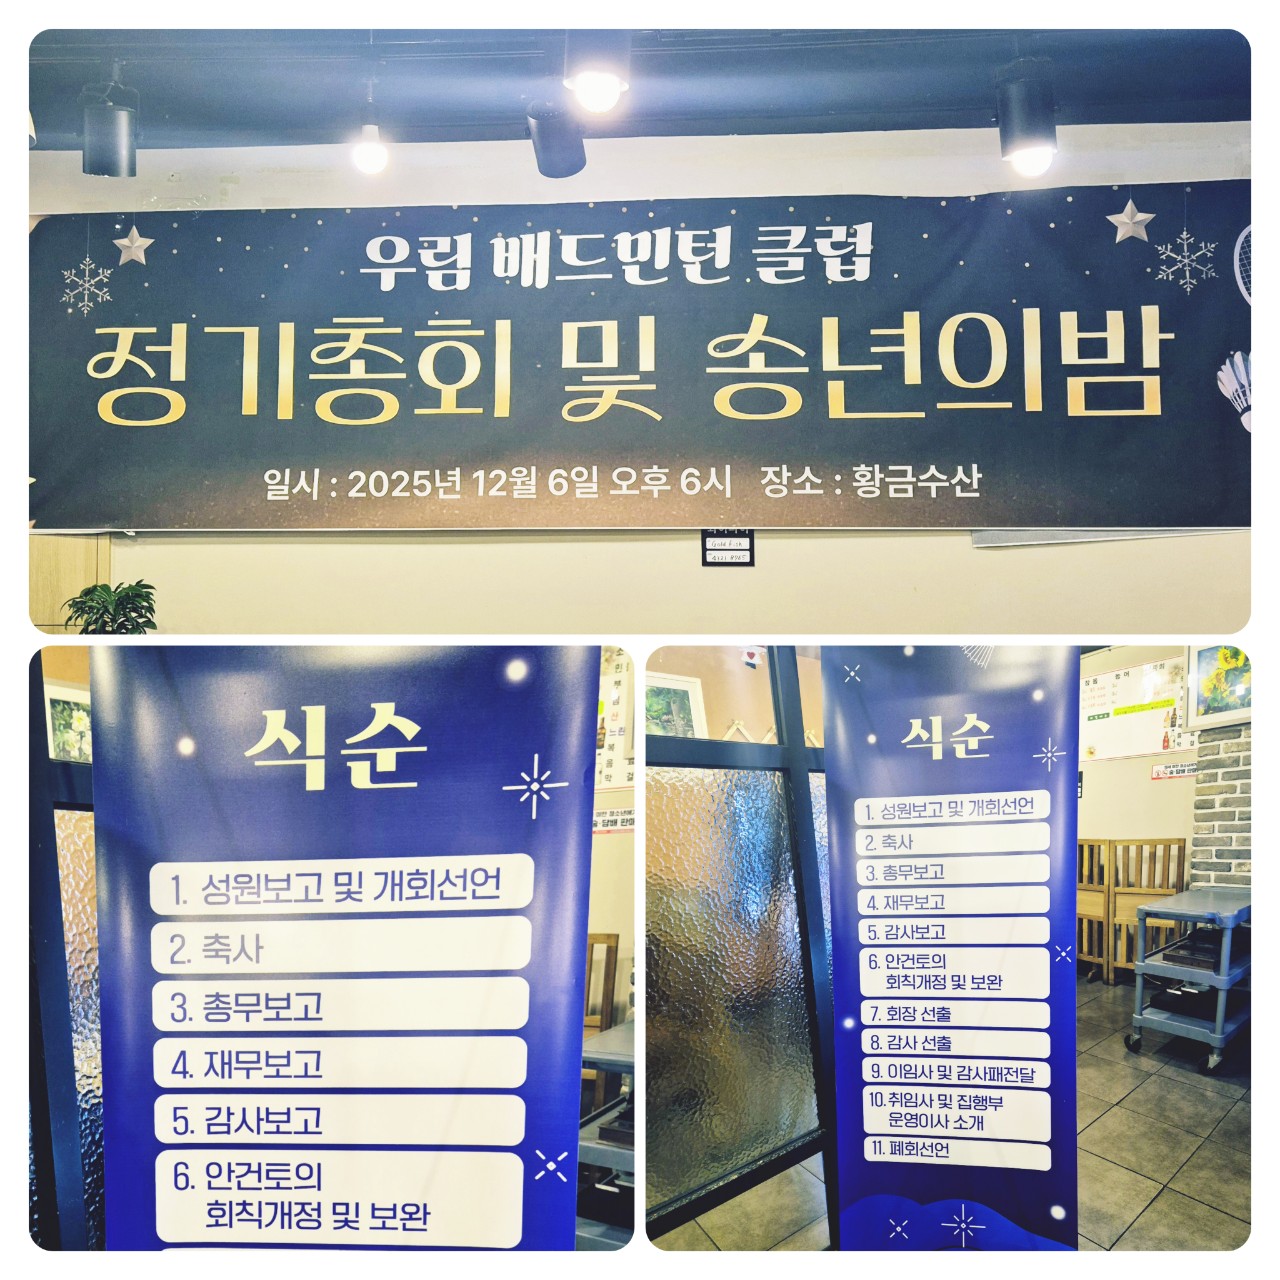 우림 배드민턴 클럽
정기총회 및 송년의밤
일시 : 2025년 12월 6일 오후 6시 장소 : 황금수산
식순
1. 성원보고 및 개회선언
2. 축사
3. 총무보고
4. 재무보고
5. 감사보고
6. 안건토의
회칙개정 및 보완
식순
1. 성원보고 및 개회선언
2. 축사
3. 총무보고
4. 재무보고
5. 감사보고
6. 안건토의
회칙개정 및 보완
7. 회장 선출
8. 감사 선출
9. 이임사 및 감사패전달
10. 취임사 및 집행부
운영이사 소개
11. 폐회선언